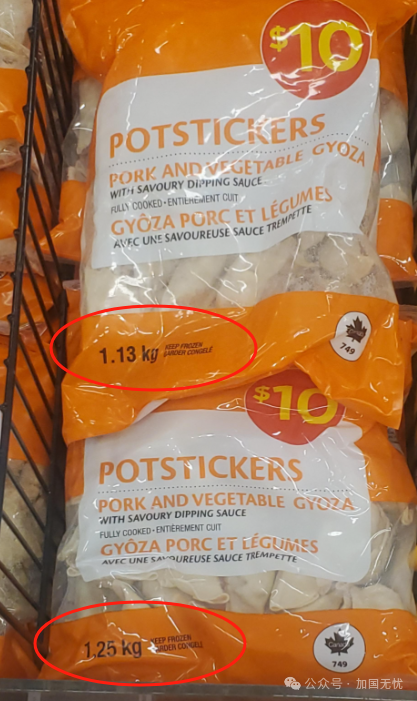 $10
POTSTICKERS
PORK AND VEGETABLE GYOZA
WITH SAVOURY DIPPING SAUCE
FULLY COOKED · ENTIÈREMENT CUIT
GYÔZA PORC ET LÉGUMES
AVEC UNE SAVOUREUSE SAUCE TREMPETTE
1.13 kg
KEEP FROZEN
GARDER CONGELÉ
749
$10
POTSTICKERS
PORK AND VEGETABLE GYOZA
WITH SAVOURY DIPPING SAUCE
FULLY COOKED · ENTIÈREMENT CUIT
GYÔZA PORC ET LÉGUMES
AVEC UNE SAVOUREUSE SAUCE TREMPETTE
1.25 kg
KEEP FROZEN
GARDER CONGELÉ
Canada
749
公众号 · 加国无忧